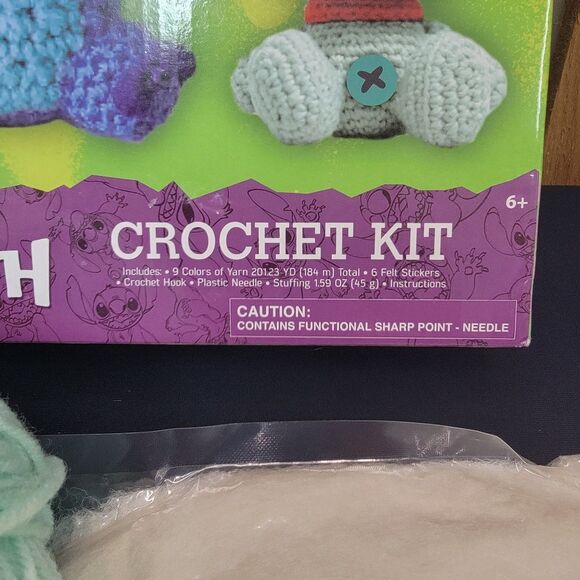 6+
CROCHET KIT
Includes: • 9 Colors of Yarn 20123 YD (184 m) Total • 6 Felt Stickers
• Crochet Hook • Plastic Needle • Stuffing 1.59 OZ (45 g) • Instructions
CAUTION:
CONTAINS FUNCTIONAL SHARP POINT - NEEDLE